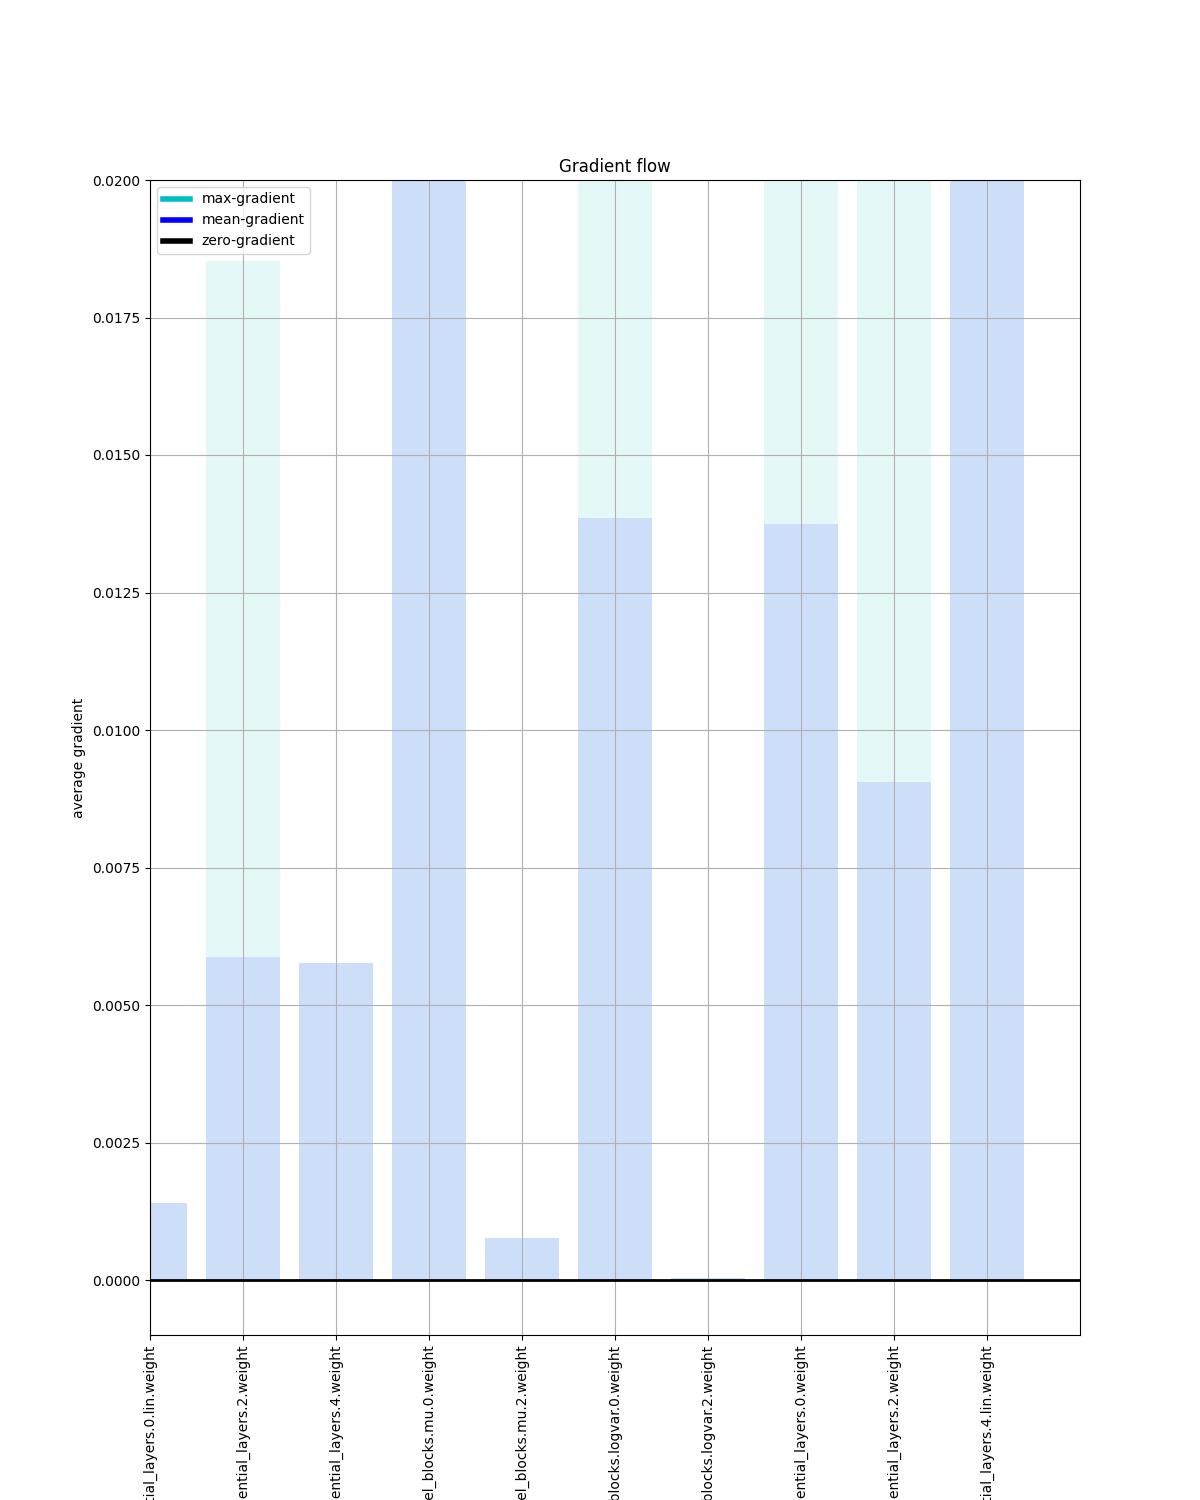 Gradient flow
max-gradient
mean-gradient
zero-gradient
0.0200
0.0175
0.0150
0.0125
0.0100
0.0075
0.0050
0.0025
0.0000
average gradient
tial_layers.0.lin.weight
ential_layers.2.weight
ential_layers.4.weight
el_blocks.mu.0.weight
el_blocks.mu.2.weight
blocks.logvar.0.weight
blocks.logvar.2.weight
ential_layers.0.weight
ential_layers.2.weight
tial_layers.4.lin.weight